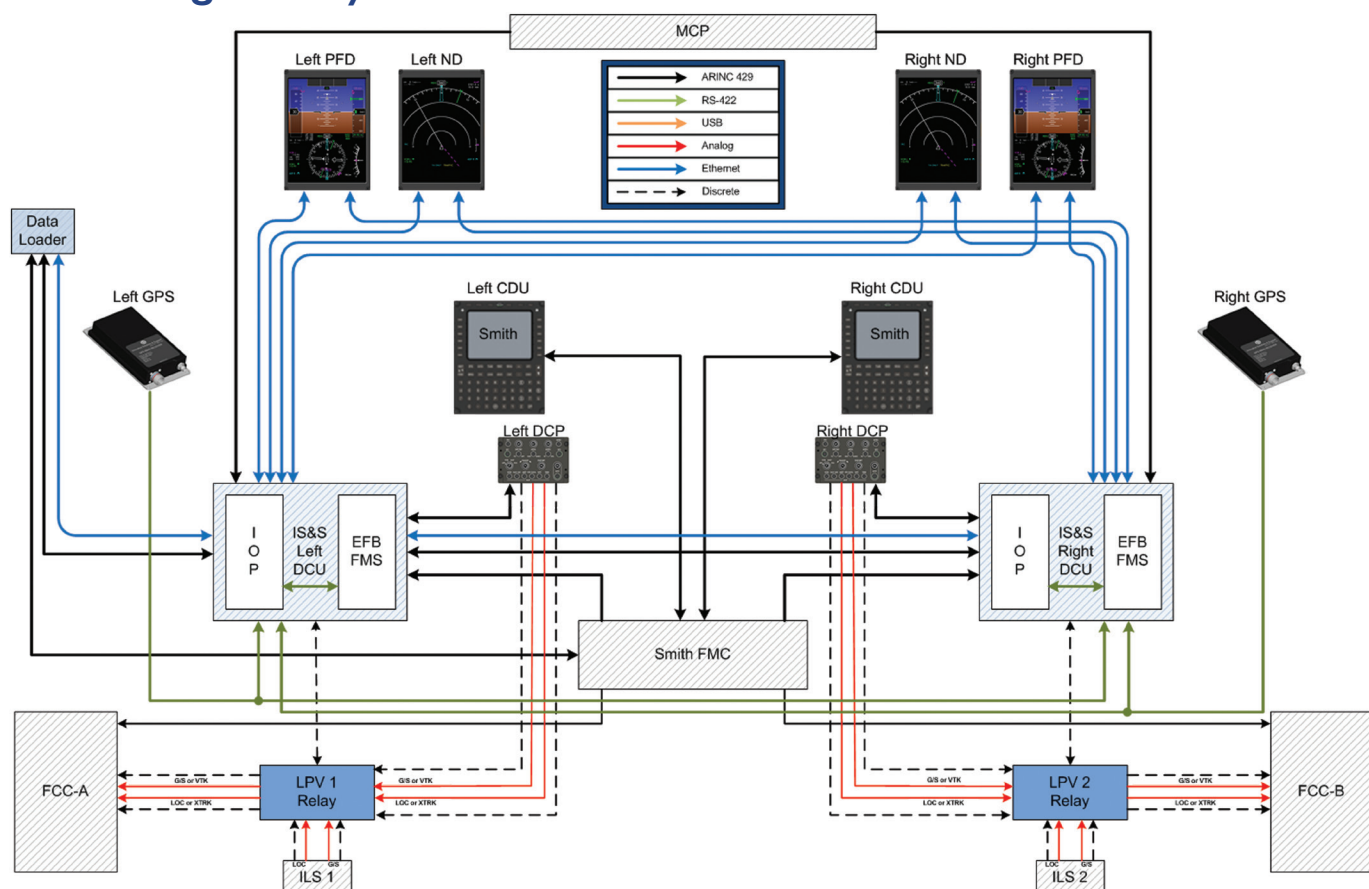 MCP
Left PFD
Left ND
Right ND
Right PFD
ARINC 429
RS-422
USB
Analog
Ethernet
Discrete
Data
Loader
Left GPS
Left CDU
Right CDU
Right GPS
Smith
Smith
Left DCP
Right DCP
I
O
P
IS&S
Left
DCU
EFB
FMS
I
O
P
IS&S
Right
DCU
EFB
FMS
Smith FMC
FCC-A
G/S or VTK
LOC or XTRK
LPV 1
Relay
G/S or VTK
LOC or XTRK
G/S or VTK
LOC or XTRK
LPV 2
Relay
G/S or VTK
LOC or XTRK
FCC-B
LOC
G/S
ILS 1
LOC
G/S
ILS 2